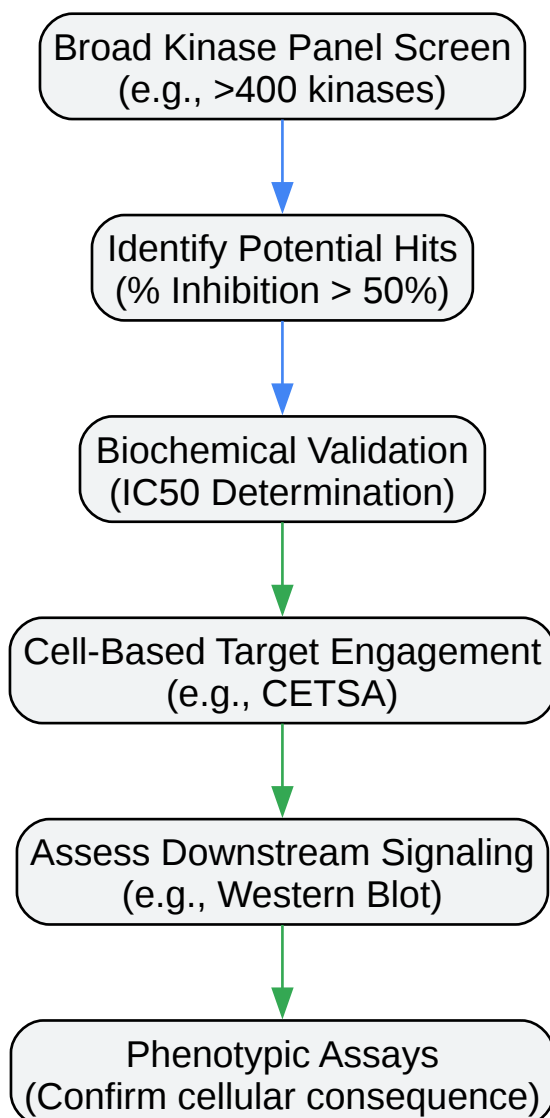 Broad Kinase Panel Screen
(e.g., >400 kinases)
Identify Potential Hits
(% Inhibition > 50%)
Biochemical Validation
(IC50 Determination)
Cell-Based Target Engagement
(e.g., CETSA)
Assess Downstream Signaling
(e.g., Western Blot)
Phenotypic Assays
(Confirm cellular consequence)